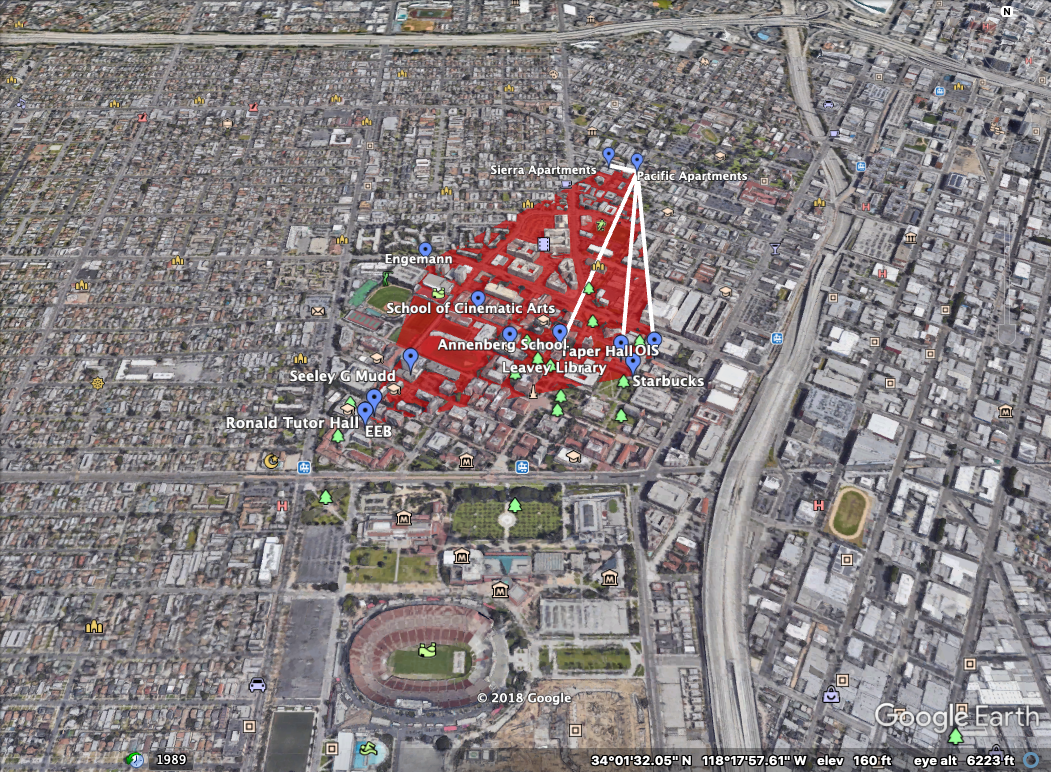 N
Sierra Apartments
Pacific Apartments
Engemann
School of Cinematic Arts
Annenberg School
Taper Hall
OIS
Leavey Library
Seeley G Mudd
Starbucks
Ronald Tutor Hall
EEB
© 2018 Google
Google Earth
1989
34°01'32.05" N 118°17'57.61" W elev 160 ft eye alt 6223 ft